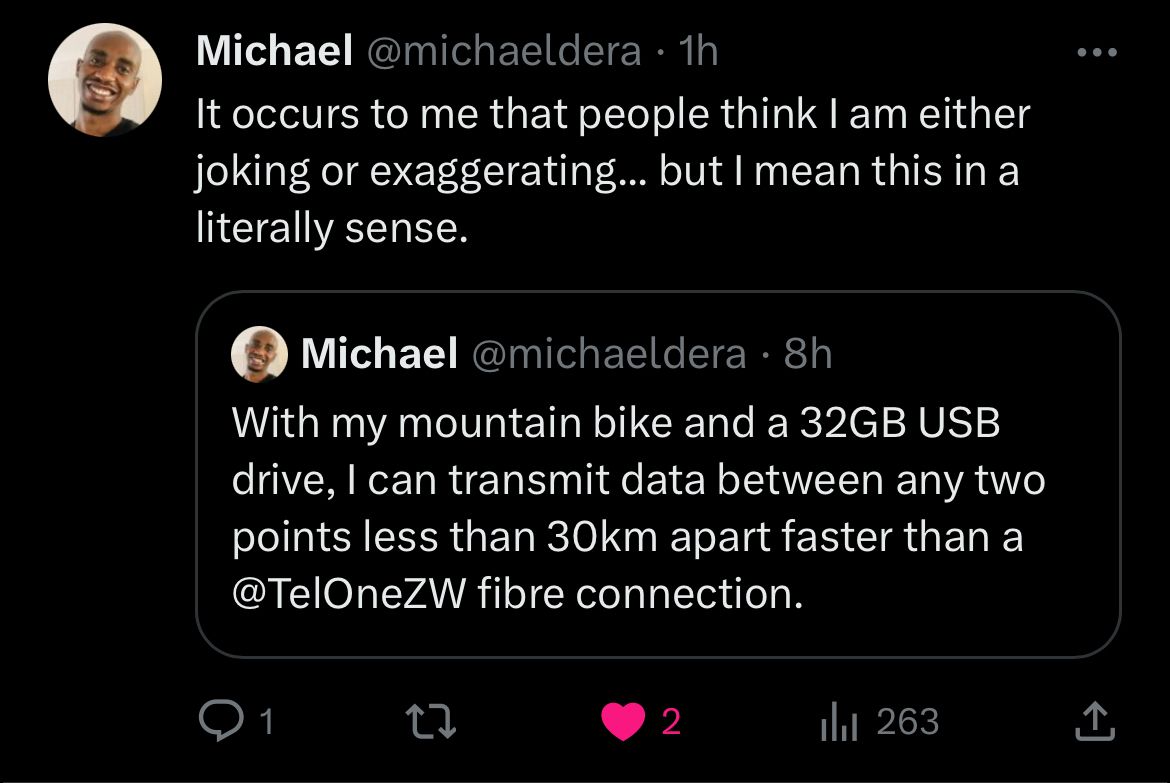 Michael @michaeldera · 1h
It occurs to me that people think I am either
joking or exaggerating... but I mean this in a
literally sense.
Michael @michaeldera · 8h
With my mountain bike and a 32GB USB
drive, I can transmit data between any two
points less than 30km apart faster than a
@TelOneZW fibre connection.
1 2 263